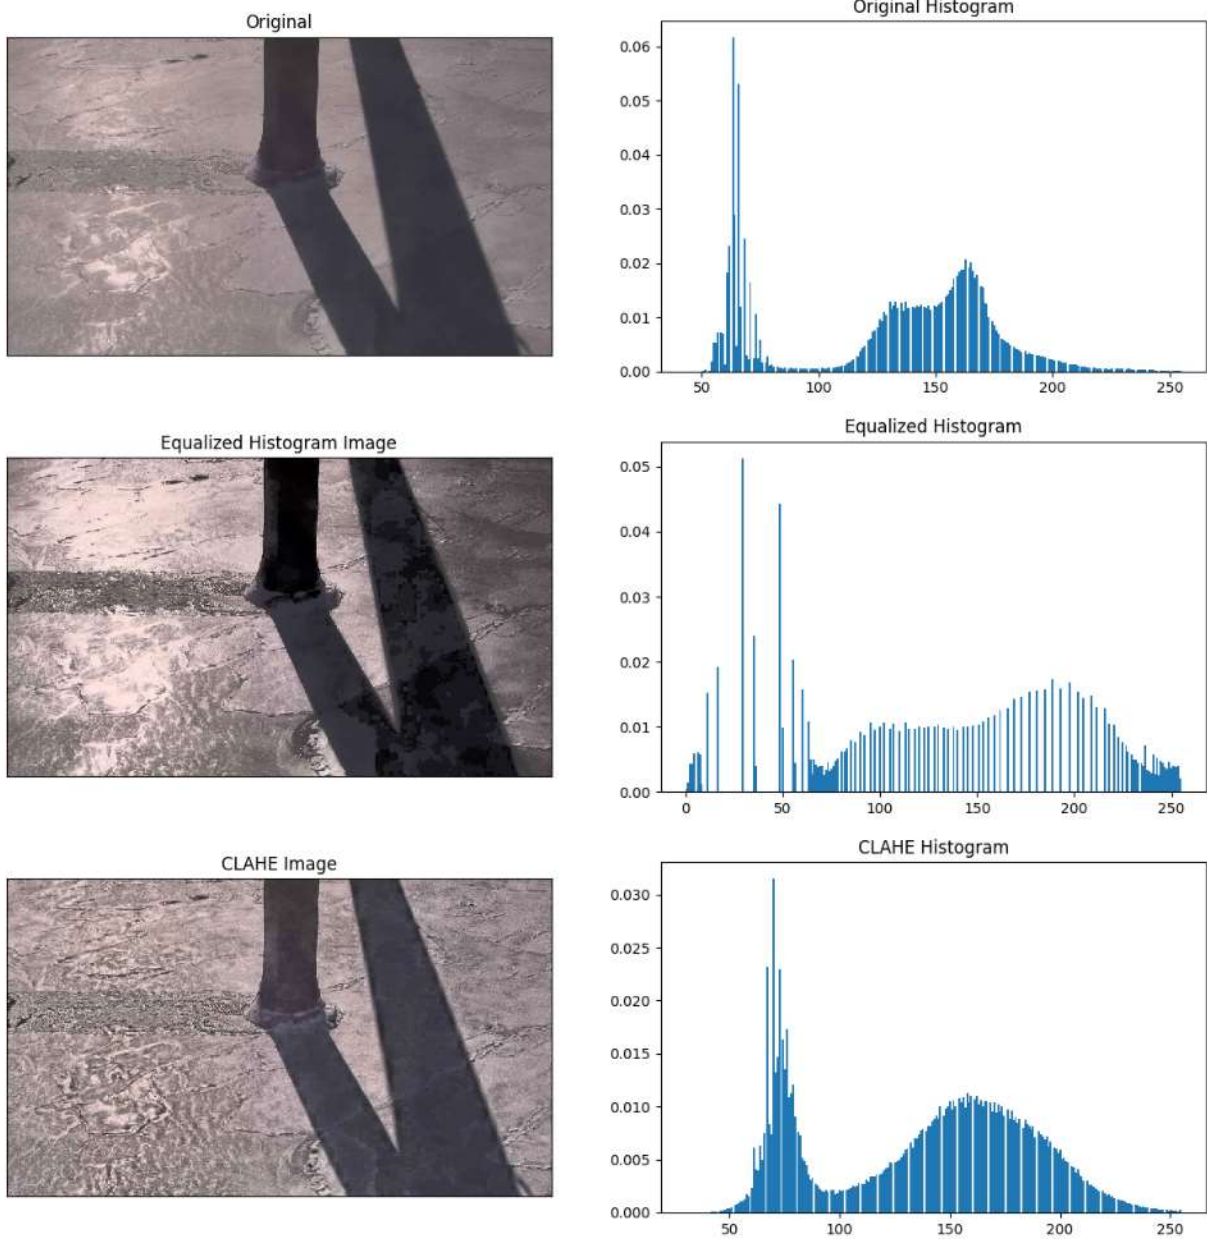 Original
Original Histogram
0.06
0.05
0.04
0.03
0.02
0.01
0.00
50 100 150 200 250
Equalized Histogram Image
Equalized Histogram
0.05
0.04
0.03
0.02
0.01
0.00
0 50 100 150 200 250
CLAHE Image
CLAHE Histogram
0.030
0.025
0.020
0.015
0.010
0.005
0.000
50 100 150 200 250